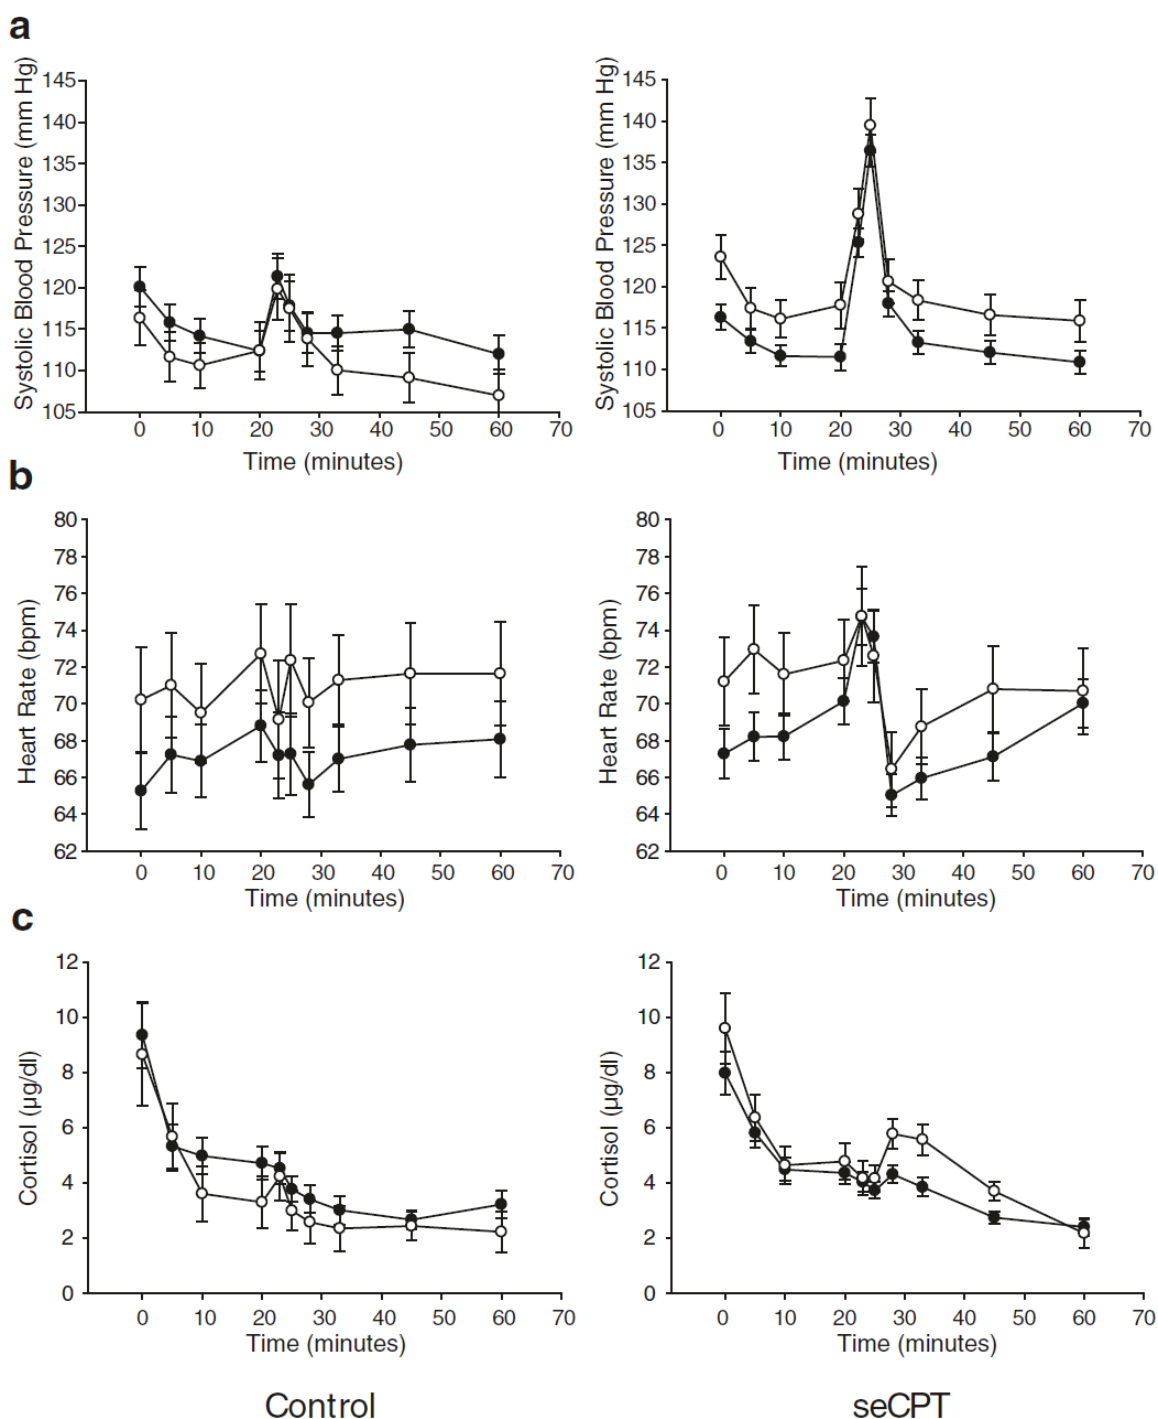 a
Systolic Blood Pressure (mm Hg)
145
140
135
130
125
120
115
110
105
0 10 20 30 40 50 60 70
Time (minutes)
Systolic Blood Pressure (mm Hg)
145
140
135
130
125
120
115
110
105
0 10 20 30 40 50 60 70
Time (minutes)
b
Heart Rate (bpm)
80
78
76
74
72
70
68
66
64
62
0 10 20 30 40 50 60 70
Time (minutes)
Heart Rate (bpm)
80
78
76
74
72
70
68
66
64
62
0 10 20 30 40 50 60 70
Time (minutes)
c
Cortisol (µg/dl)
12
10
8
6
4
2
0
0 10 20 30 40 50 60 70
Time (minutes)
Cortisol (µg/dl)
12
10
8
6
4
2
0
0 10 20 30 40 50 60 70
Time (minutes)
Control
seCPT